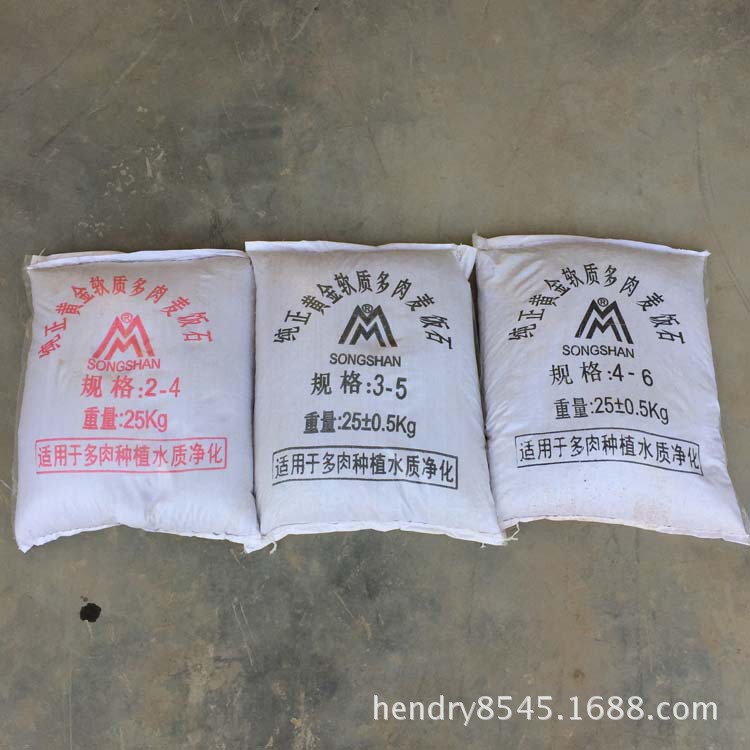 纯正黄金软质多肉麦饭石
®
SONGSHAN
规格:2-4
重量:25Kg
适用于多肉种植水质净化
纯正黄金软质多肉麦饭石
®
SONGSHAN
规格:3-5
重量:25±0.5Kg
适用于多肉种植水质净化
纯正黄金软质多肉麦饭石
®
SONGSHAN
规格:4-6
重量:25±0.5Kg
适用于多肉种植水质净化
hendry8545.1688.com